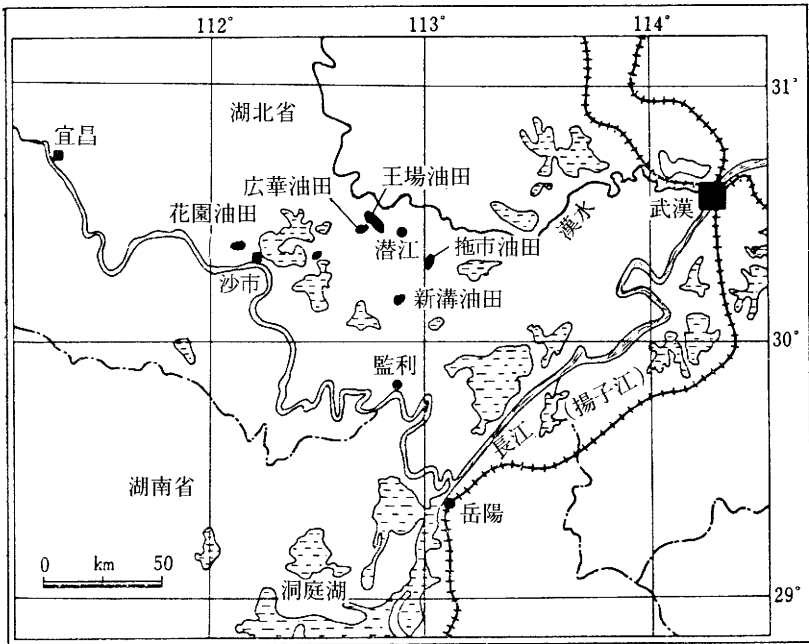 112°
113°
114°
31°
湖北省
宜昌
王場油田
広華油田
花園油田
潜江
漢水
武漢
拖市油田
沙市
新溝油田
30°
監利
長江
(揚子江)
湖南省
岳陽
0 km 50
洞庭湖
29°